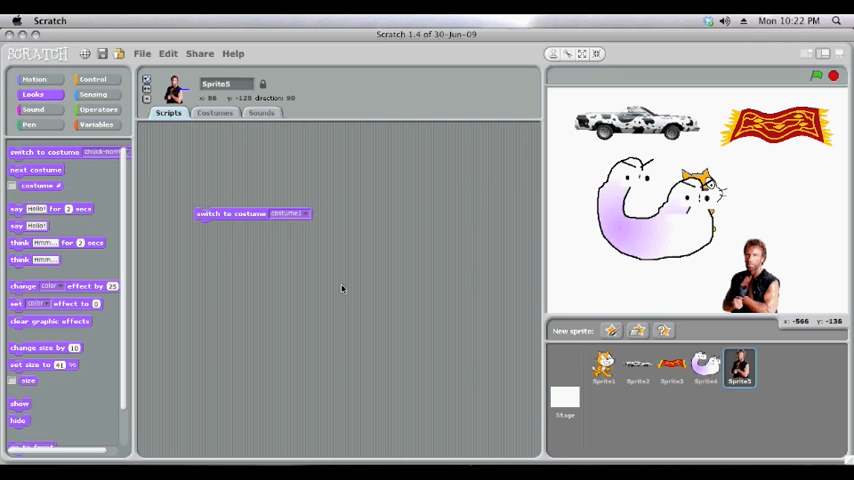 Scratch
Mon 10:22 PM
Scratch 1.4 of 30-Jun-09
SCRATCH
File Edit Share Help
Motion Control
Looks Sensing
Sound Operators
Pen Variables
Sprite5
x: 86 y: -128 direction: 90
Scripts Costumes Sounds
switch to costume
next costume
costume #
say Hello! for 2 secs
say Hello!
think Hmm... for 2 secs
think Hmm...
change color effect by 25
set color effect to 0
clear graphic effects
change size by 10
set size to 41 %
size
show
hide
switch to costume costume1
x: -566 y: -136
New sprite:
Sprite1 Sprite2 Sprite3 Sprite4 Sprite5
Stage